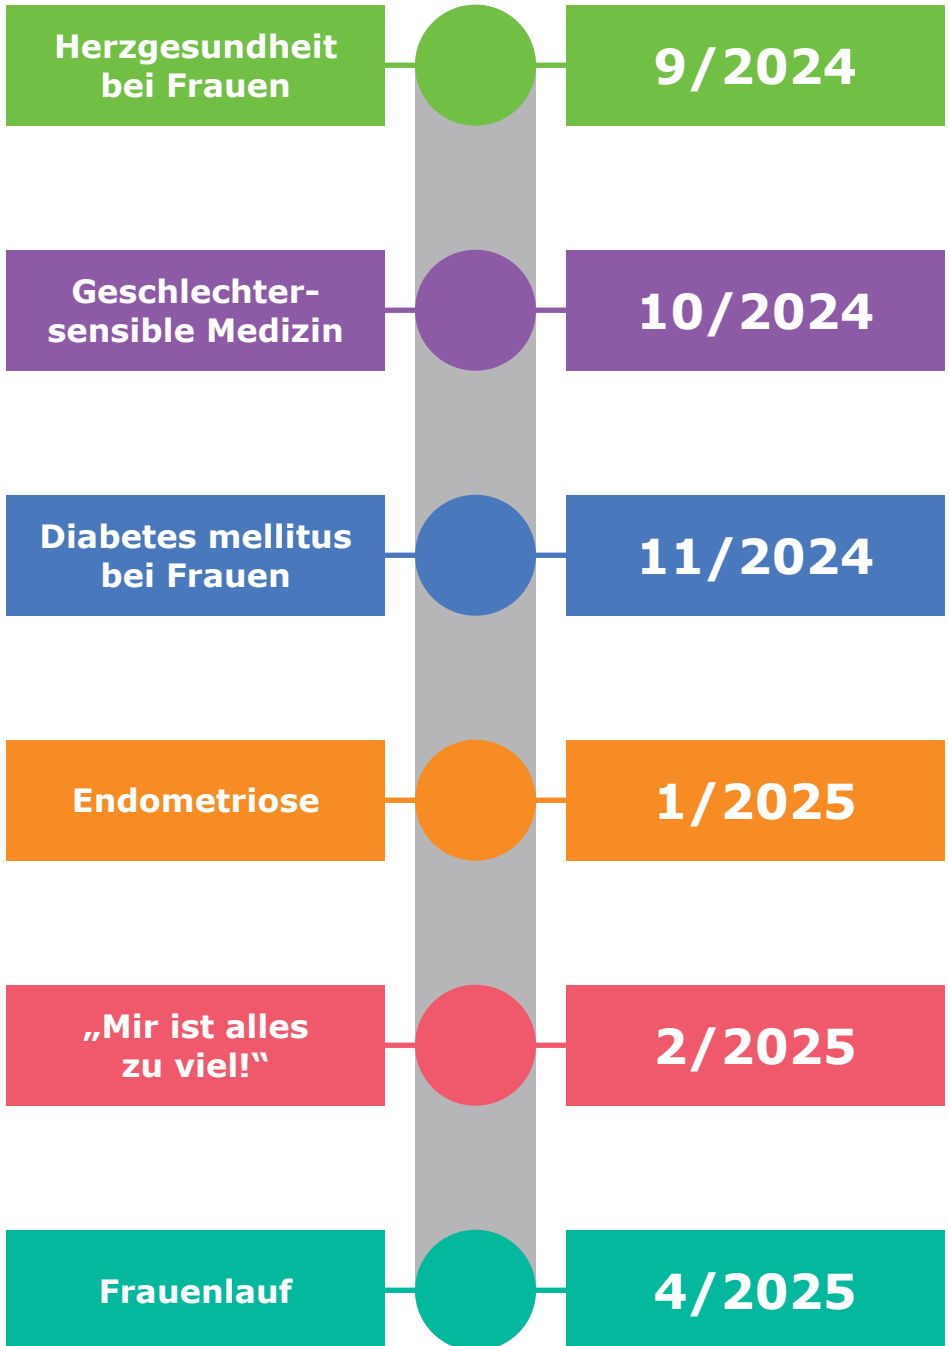 Herzgesundheit
bei Frauen
9/2024
Geschlechter-
sensible Medizin
10/2024
Diabetes mellitus
bei Frauen
11/2024
Endometriose
1/2025
„Mir ist alles
zu viel!“
2/2025
Frauenlauf
4/2025